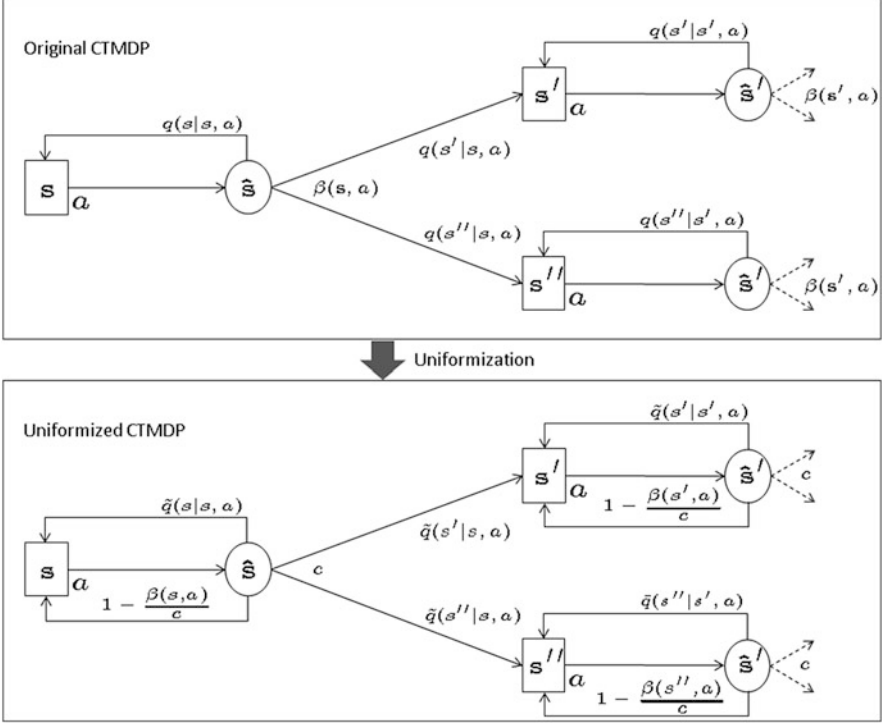 Original CTMDP
q(s′|s′, a)
s′
a
ŝ′
β(s′, a)
q(s|s, a)
s
a
ŝ
β(s, a)
q(s′|s, a)
q(s′′|s, a)
q(s′′|s′, a)
s′′
a
ŝ′
β(s′, a)
Uniformization
Uniformized CTMDP
q̃(s′|s′, a)
s′
a
ŝ′
c
1 − β(s′,a)/c
q̃(s|s, a)
s
a
ŝ
c
1 − β(s,a)/c
q̃(s′|s, a)
q̃(s′′|s, a)
q̃(s′′|s′, a)
s′′
a
ŝ′
c
1 − β(s′′,a)/c